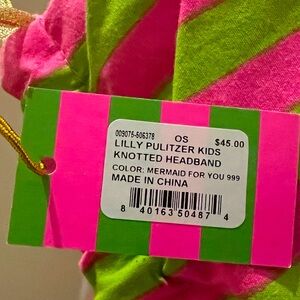 009075-606378
OS $45.00
LILLY PULITZER KIDS
KNOTTED HEADBAND
COLOR: MERMAID FOR YOU 999
MADE IN CHINA
8 40163 50487 4